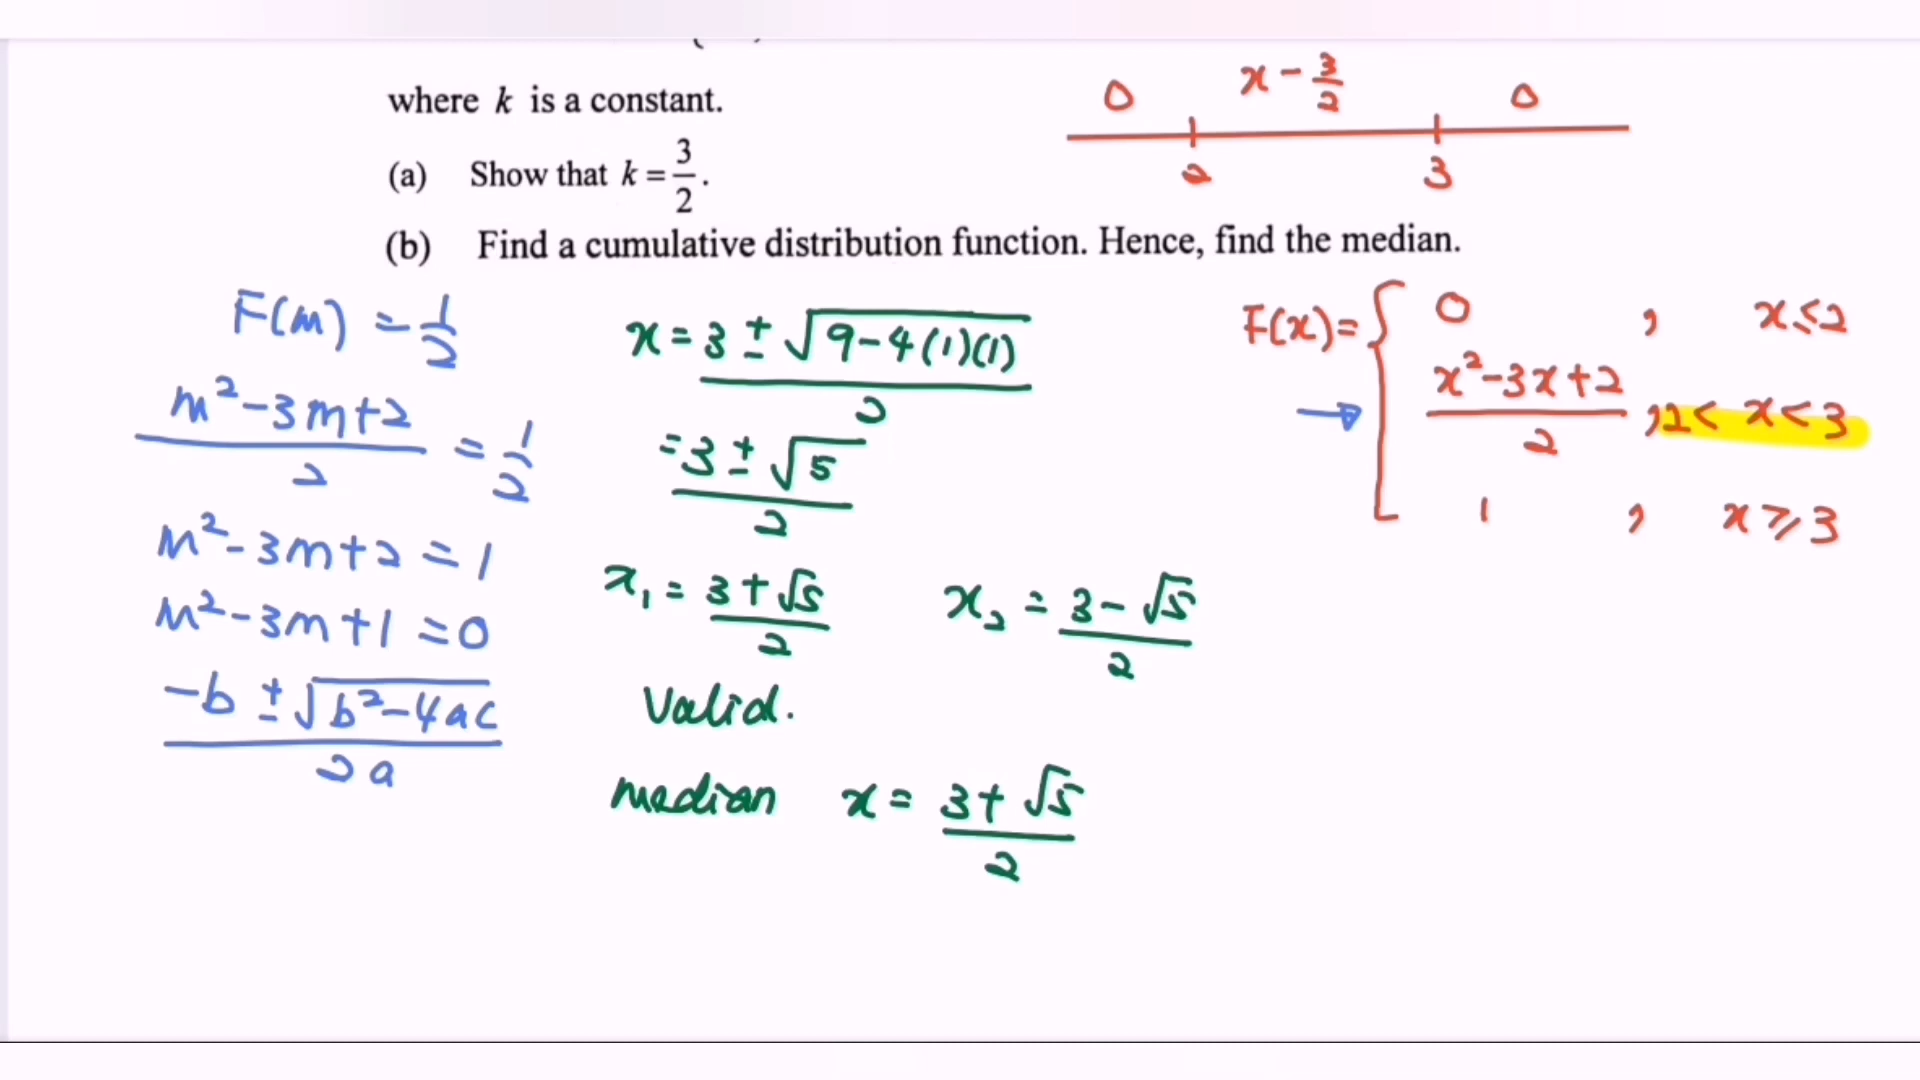 where k is a constant.
(a) Show that k = 3/2.
(b) Find a cumulative distribution function. Hence, find the median.
0 x - 3/2 0
2 3
F(m) = 1/2
(m² - 3m + 2)/2 = 1/2
m² - 3m + 2 = 1
m² - 3m + 1 = 0
(-b ± √(b² - 4ac))/2a
x = (3 ± √(9 - 4(1)(1)))/2
= (3 ± √5)/2
x₁ = (3 + √5)/2 x₂ = (3 - √5)/2
Valid.
median x = (3 + √5)/2
F(x) = { 0 , x ≤ 2
(x² - 3x + 2)/2 , 2 < x < 3
1 , x ≥ 3